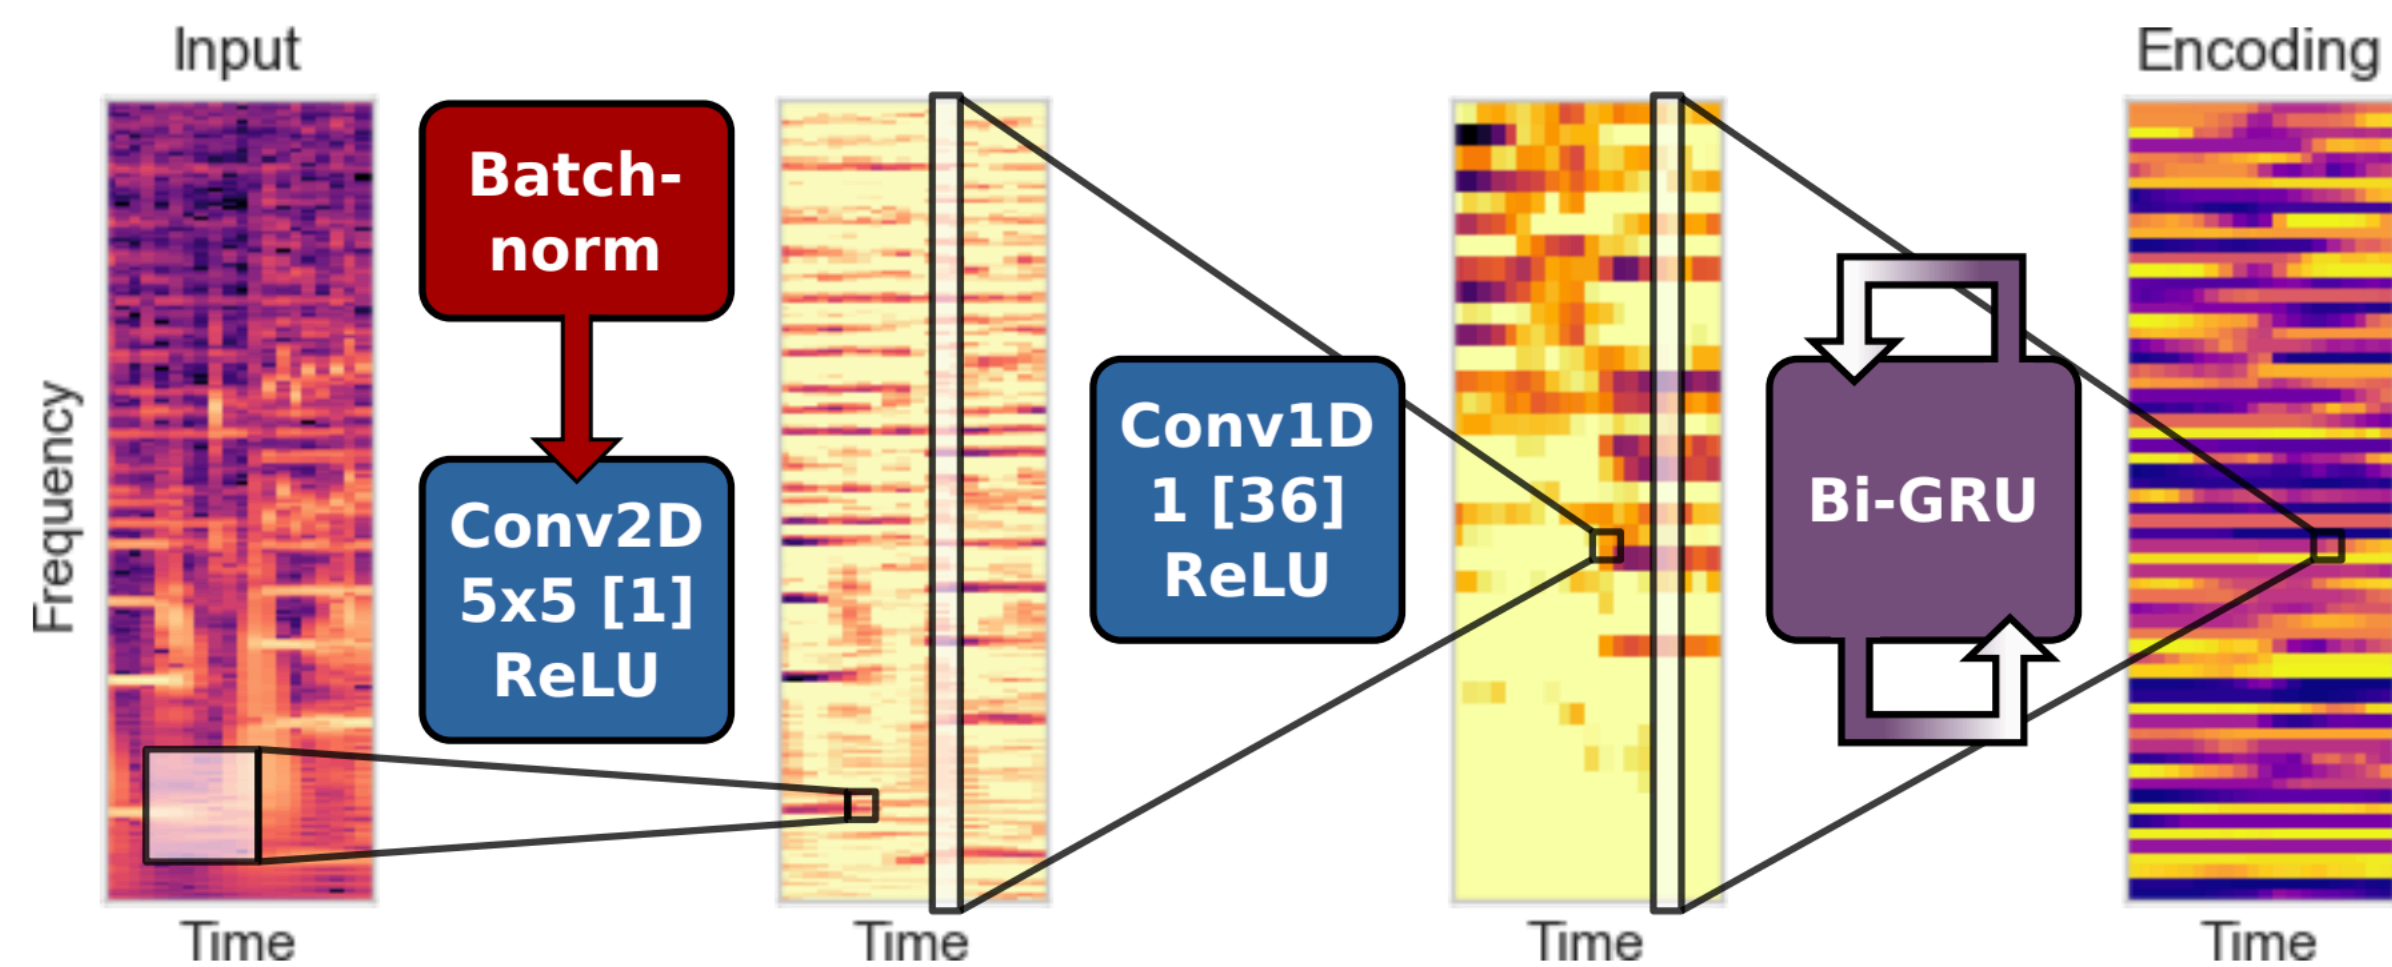 Input
Encoding
Batch-
norm
Conv2D
5x5 [1]
ReLU
Conv1D
1 [36]
ReLU
Bi-GRU
Frequency
Time
Time
Time
Time